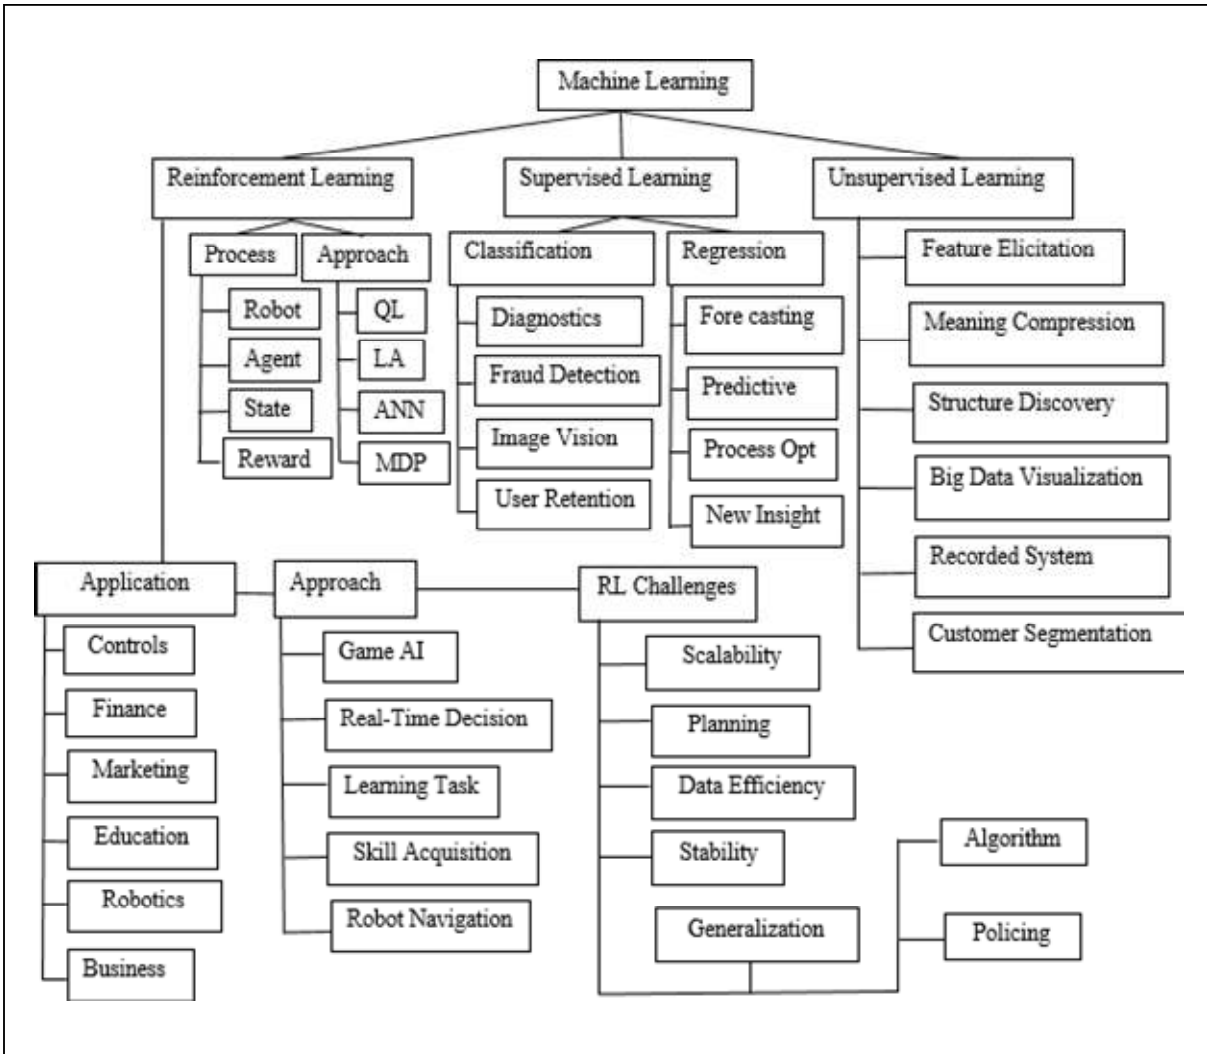 Machine Learning
Reinforcement Learning
Supervised Learning
Unsupervised Learning
Process
Approach
Robot
Agent
State
Reward
QL
LA
ANN
MDP
Classification
Diagnostics
Fraud Detection
Image Vision
User Retention
Regression
Fore casting
Predictive
Process Opt
New Insight
Feature Elicitation
Meaning Compression
Structure Discovery
Big Data Visualization
Recorded System
Customer Segmentation
Application
Controls
Finance
Marketing
Education
Robotics
Business
Approach
Game AI
Real-Time Decision
Learning Task
Skill Acquisition
Robot Navigation
RL Challenges
Scalability
Planning
Data Efficiency
Stability
Generalization
Algorithm
Policing